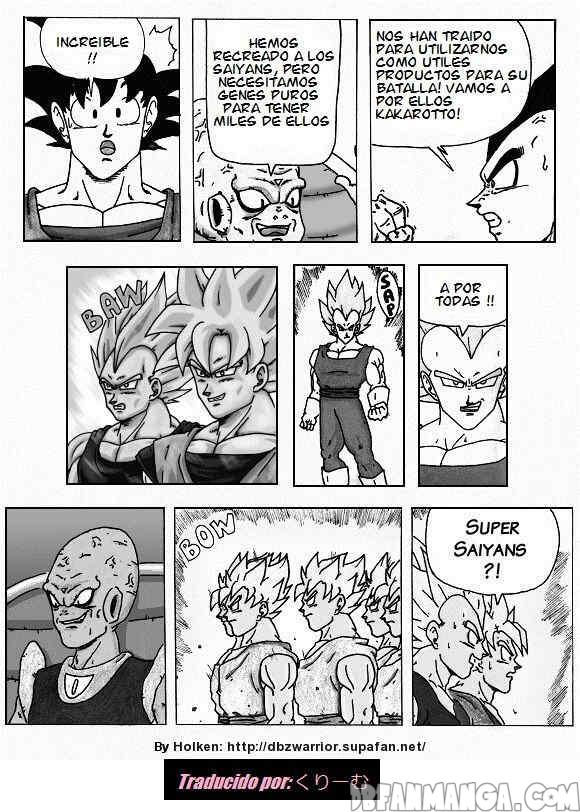 INCREIBLE
!!
HEMOS
RECREADO A LOS
SAIYANS, PERO
NECESITAMOS
GENES PUROS
PARA TENER
MILES DE ELLOS
NOS HAN TRAIDO
PARA UTILIZARNOS
COMO UTILES
PRODUCTOS PARA SU
BATALLA! VAMOS A
POR ELLOS
KAKAROTTO!
BAW
SAP
A POR
TODAS !!
BOW
SUPER
SAIYANS
?!
By Holken: http://dbzwarrior.supafan.net/
Traducido por:くりーむ
DBFANMANGA.COM